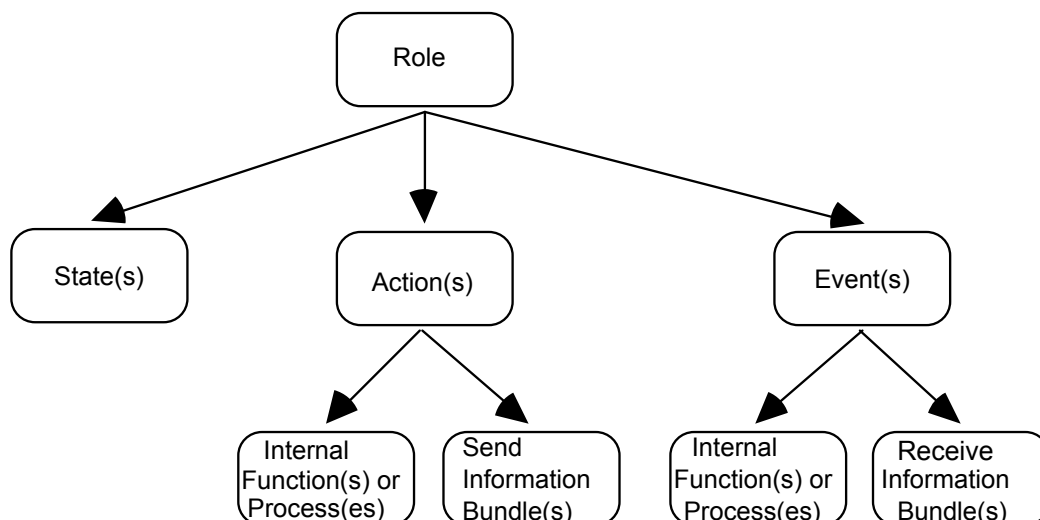 Role
State(s)
Action(s)
Event(s)
Internal
Function(s) or
Process(es)
Send
Information
Bundle(s)
Internal
Function(s) or
Process(es)
Receive
Information
Bundle(s)